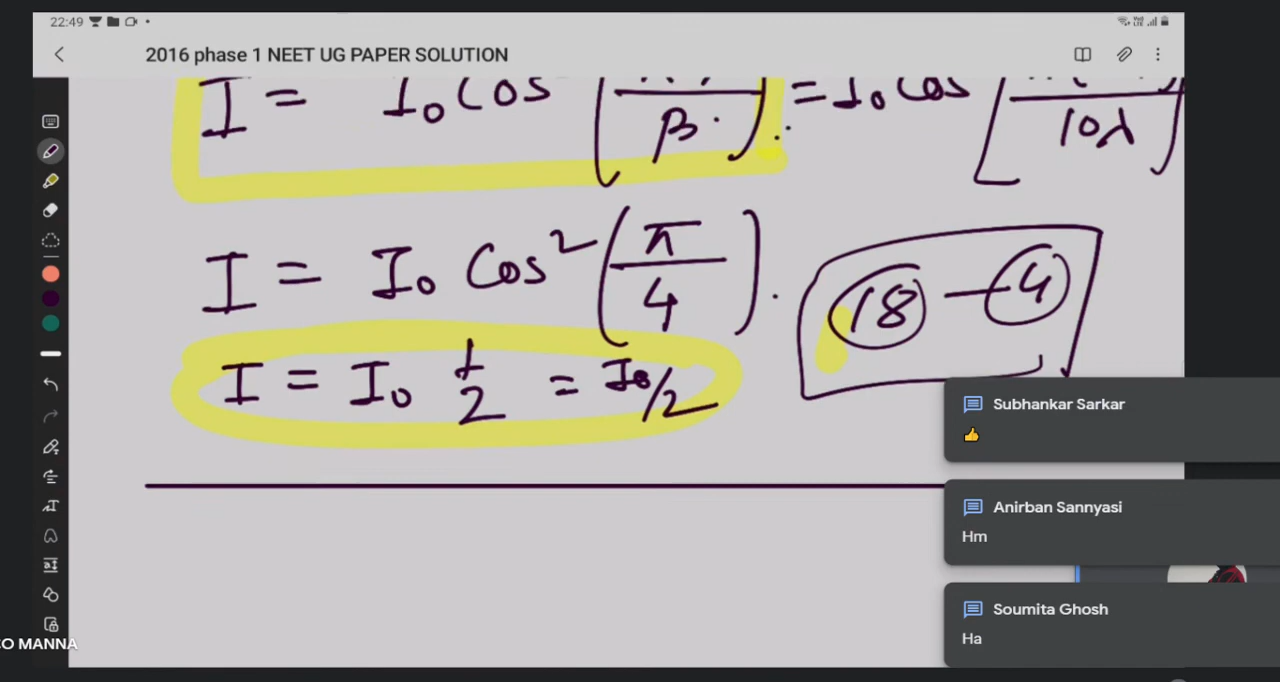 22:49
2016 phase 1 NEET UG PAPER SOLUTION
I = I₀ Cos ( / β ) = I₀ Cos [ / 10λ ]
I = I₀ Cos² (π/4).
18 - 4
I = I₀ 1/2 = I₀/2
Subhankar Sarkar
👍
Anirban Sannyasi
Hm
Soumita Ghosh
Ha
O MANNA